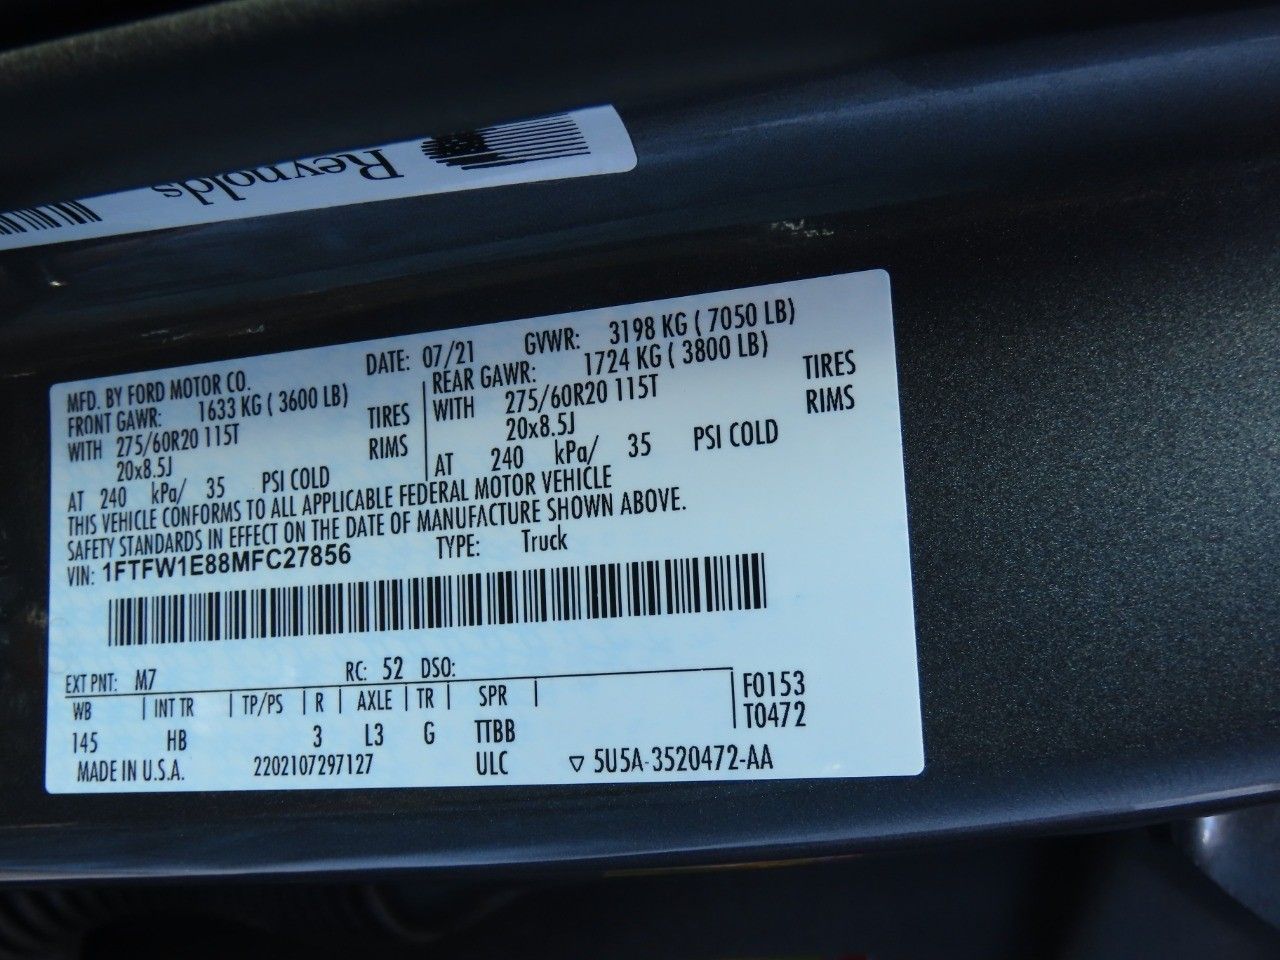 Reynolds
MFD. BY FORD MOTOR CO. DATE: 07/21 GVWR: 3198 KG ( 7050 LB)
FRONT GAWR: 1633 KG ( 3600 LB) REAR GAWR: 1724 KG ( 3800 LB)
WITH 275/60R20 115T TIRES WITH 275/60R20 115T TIRES
20x8.5J RIMS 20x8.5J RIMS
AT 240 kPa/ 35 PSI COLD AT 240 kPa/ 35 PSI COLD
THIS VEHICLE CONFORMS TO ALL APPLICABLE FEDERAL MOTOR VEHICLE
SAFETY STANDARDS IN EFFECT ON THE DATE OF MANUFACTURE SHOWN ABOVE.
VIN: 1FTFW1E88MFC27856 TYPE: Truck
EXT PNT: M7 RC: 52 DSO:
WB INT TR TP/PS R AXLE TR SPR F0153
145 HB 3 L3 G TTBB T0472
MADE IN U.S.A. 2202107297127 ULC ▽ 5U5A-3520472-AA